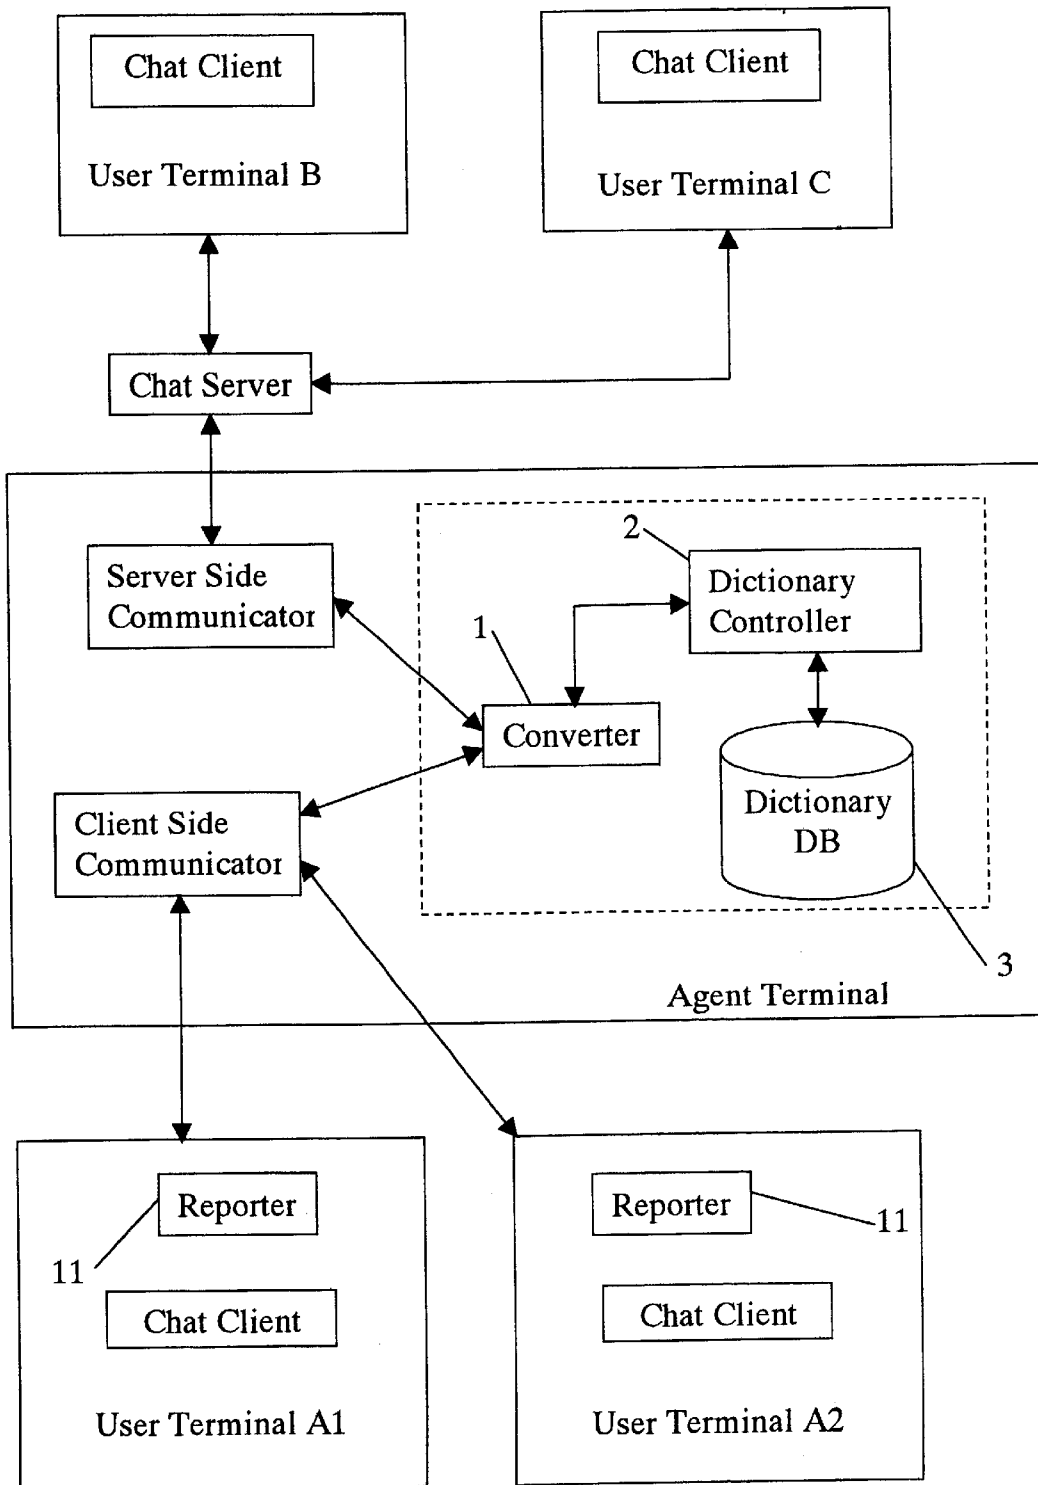 Chat Client
User Terminal B
Chat Client
User Terminal C
Chat Server
Server Side
Communicator
2
Dictionary
Controller
1
Converter
Dictionary
DB
Client Side
Communicator
3
Agent Terminal
Reporter
11
Chat Client
User Terminal A1
Reporter
11
Chat Client
User Terminal A2